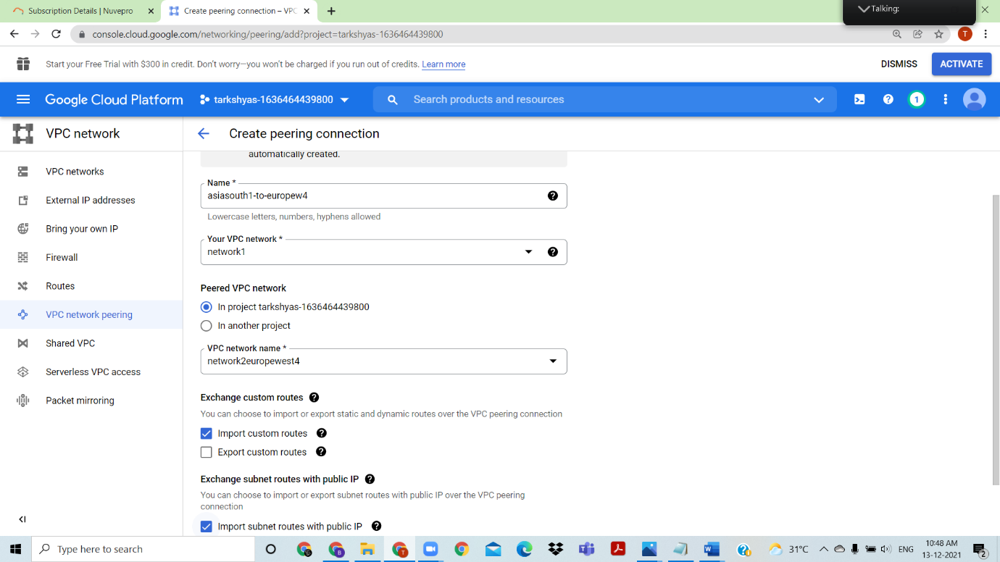 Subscription Details | Nuvepro
Create peering connection – VPC
Talking:
console.cloud.google.com/networking/peering/add?project=tarkshyas-1636464439800
T
Start your Free Trial with $300 in credit. Don't worry—you won't be charged if you run out of credits. Learn more
DISMISS
ACTIVATE
Google Cloud Platform
tarkshyas-1636464439800
Search products and resources
1
VPC network
Create peering connection
VPC networks
External IP addresses
Bring your own IP
Firewall
Routes
VPC network peering
Shared VPC
Serverless VPC access
Packet mirroring
automatically created.
Name *
asiasouth1-to-europew4
Lowercase letters, numbers, hyphens allowed
Your VPC network *
network1
Peered VPC network
In project tarkshyas-1636464439800
In another project
VPC network name *
network2europewest4
Exchange custom routes
You can choose to import or export static and dynamic routes over the VPC peering connection
Import custom routes
Export custom routes
Exchange subnet routes with public IP
You can choose to import or export subnet routes with public IP over the VPC peering
connection
Import subnet routes with public IP
Type here to search
31°C
ENG
10:48 AM
13-12-2021
2